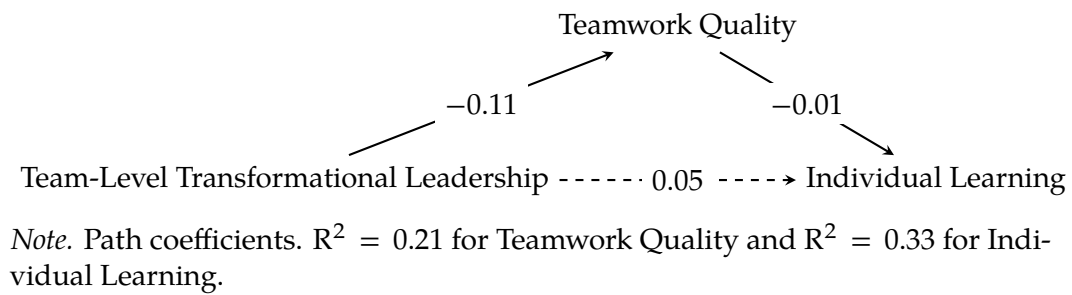 Teamwork Quality
−0.11
−0.01
Team-Level Transformational Leadership
0.05
Individual Learning
Note. Path coefficients. R² = 0.21 for Teamwork Quality and R² = 0.33 for Indi-
vidual Learning.